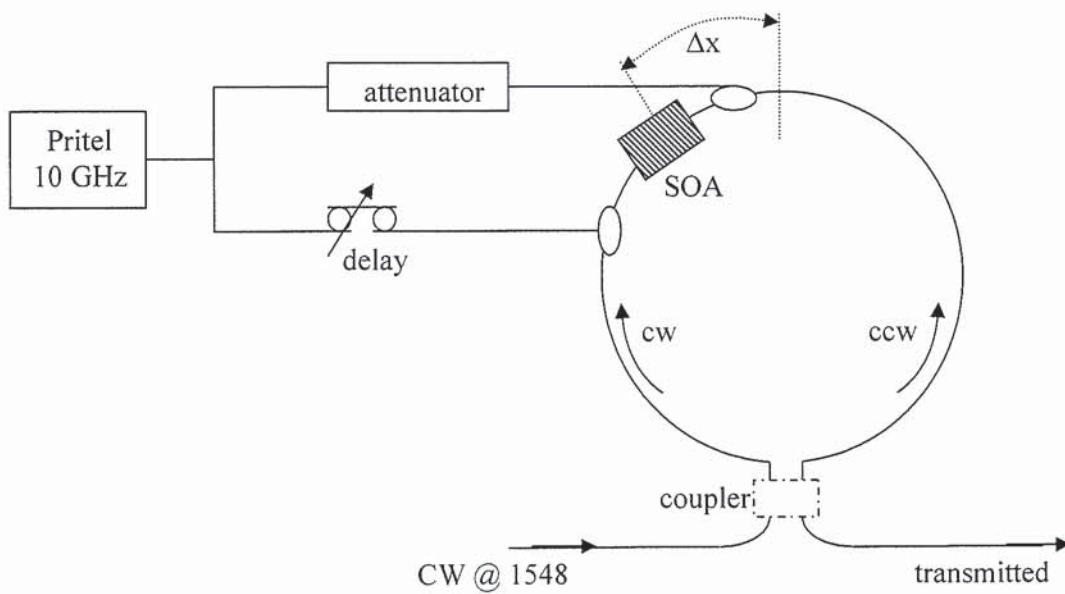 Δx
attenuator
Pritel
10 GHz
SOA
delay
cw
ccw
coupler
CW @ 1548
transmitted